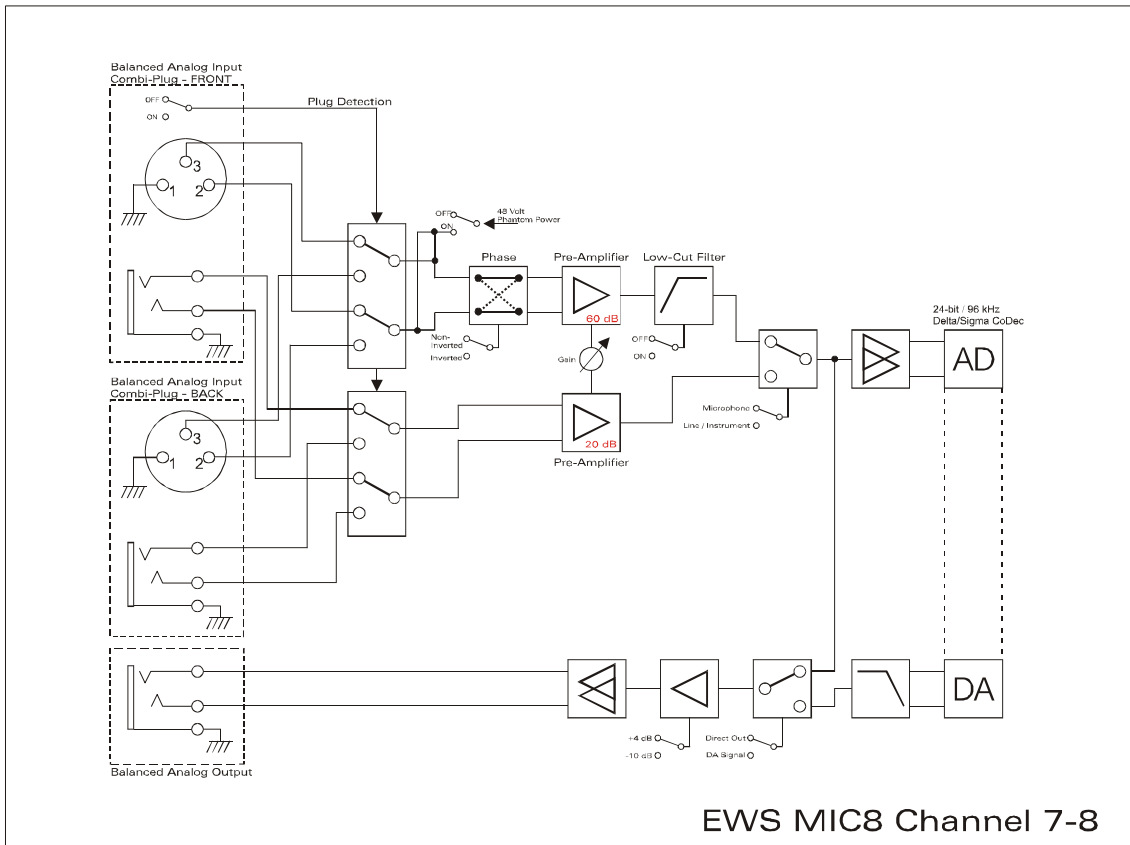 Balanced Analog Input
Combi-Plug - FRONT
OFF
ON
Plug Detection
3
1
2
OFF
ON
48 Volt
Phantom Power
Phase
Pre-Amplifier
Low-Cut Filter
60 dB
Non-
Inverted
Inverted
Gain
OFF
ON
24-bit / 96 kHz
Delta/Sigma CoDec
AD
Balanced Analog Input
Combi-Plug - BACK
3
1
2
20 dB
Pre-Amplifier
Microphone
Line / Instrument
DA
+4 dB
-10 dB
Direct Out
DA Signal
Balanced Analog Output
EWS MIC8 Channel 7-8